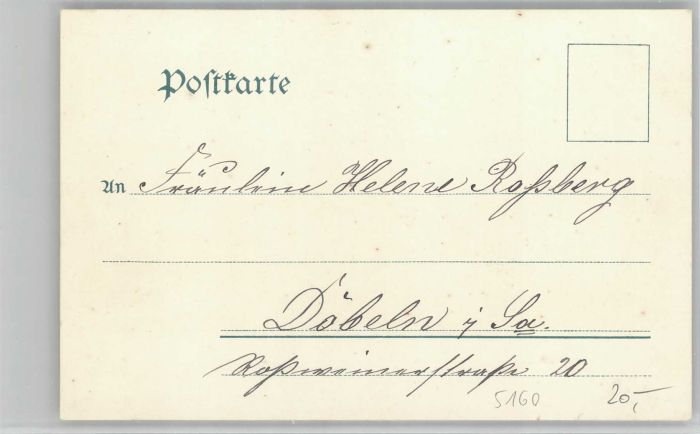 Postkarte
An Fräulein Helene Roßberg
Döbeln i Sa.
Roßweinerstraße 20
5160 20,-